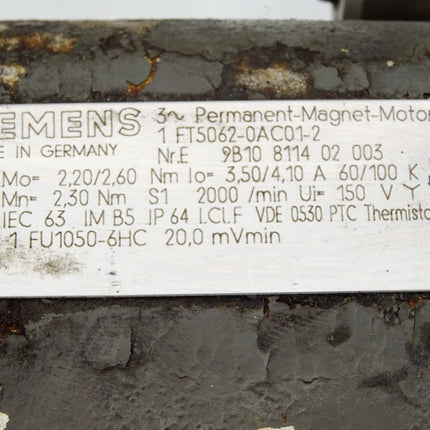 SIEMENS 3~ Permanent-Magnet-Motor
1 FT5062-0AC01-2
IN GERMANY Nr.E 9B10 8114 02 003
Mo= 2,20/2,60 Nm Io= 3,50/4,10 A 60/100 K
Mn= 2,30 Nm S1 2000 /min Ui= 150 V Y
IEC 63 IM B5 IP 64 I.Cl.F VDE 0530 PTC
1 FU1050-6HC 20,0 mVmin